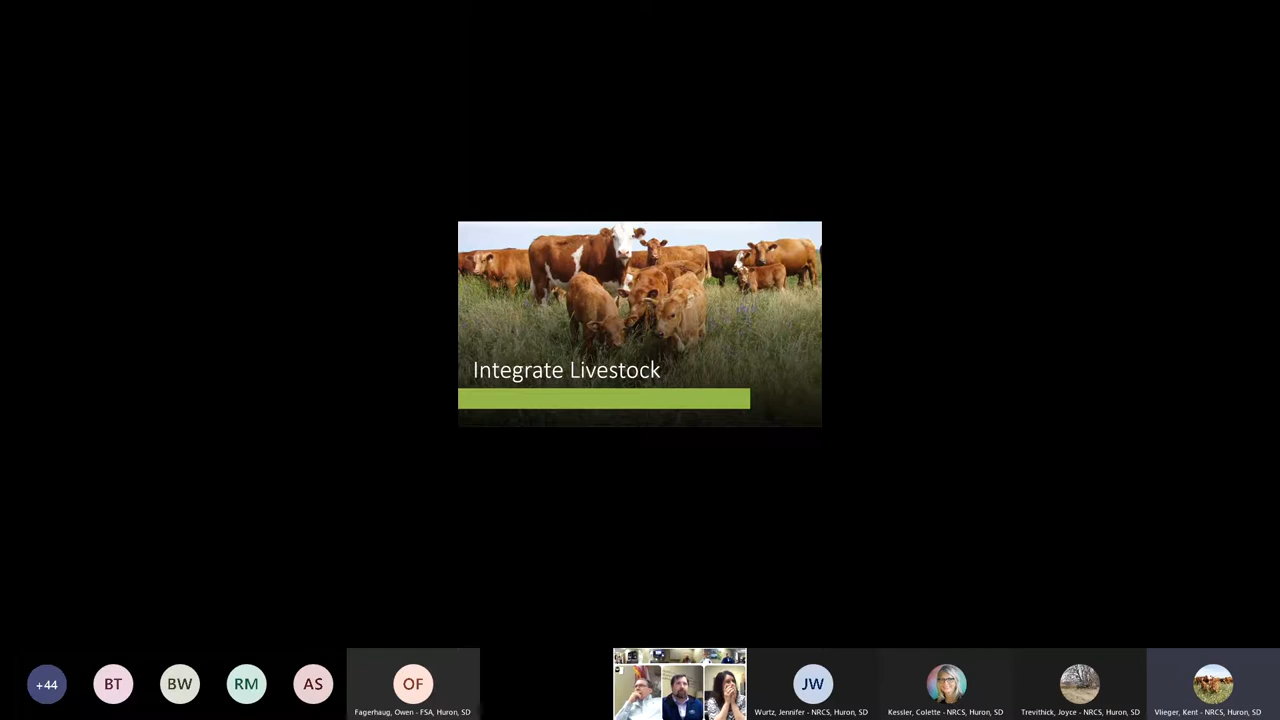 Integrate Livestock
+44
BT
BW
RM
AS
OF
Fagerhaug, Owen - FSA, Huron, SD
JW
Wurtz, Jennifer - NRCS, Huron, SD
Kessler, Colette - NRCS, Huron, SD
Trevithick, Joyce - NRCS, Huron, SD
Vlieger, Kent - NRCS, Huron, SD